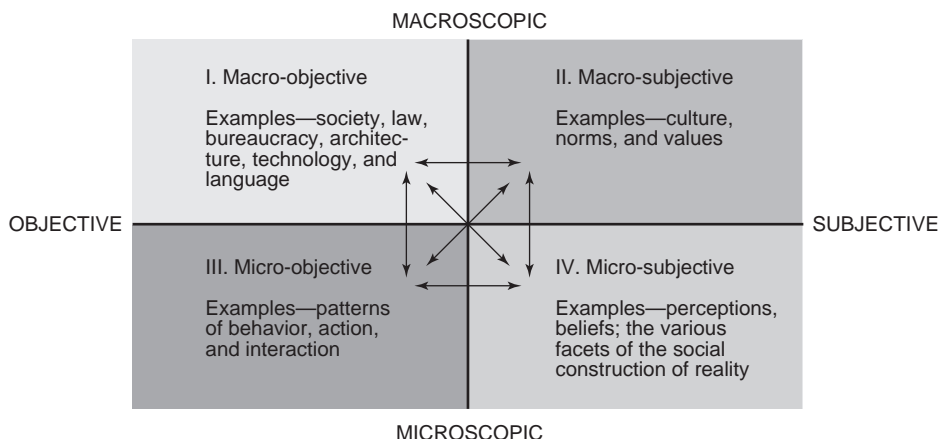 MACROSCOPIC
I. Macro-objective
Examples—society, law,
bureaucracy, architec-
ture, technology, and
language
II. Macro-subjective
Examples—culture,
norms, and values
OBJECTIVE
SUBJECTIVE
III. Micro-objective
Examples—patterns
of behavior, action,
and interaction
IV. Micro-subjective
Examples—perceptions,
beliefs; the various
facets of the social
construction of reality
MICROSCOPIC